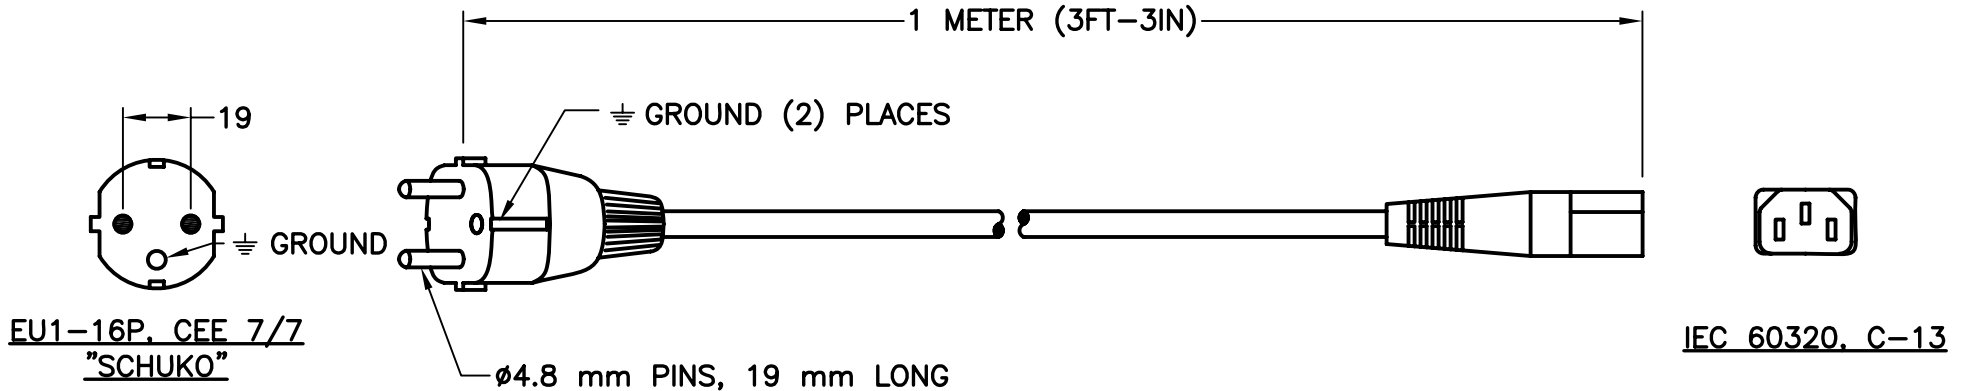 1 METER (3FT-3IN)
19
GROUND (2) PLACES
GROUND
EU1-16P, CEE 7/7
"SCHUKO"
ø4.8 mm PINS, 19 mm LONG
IEC 60320, C-13